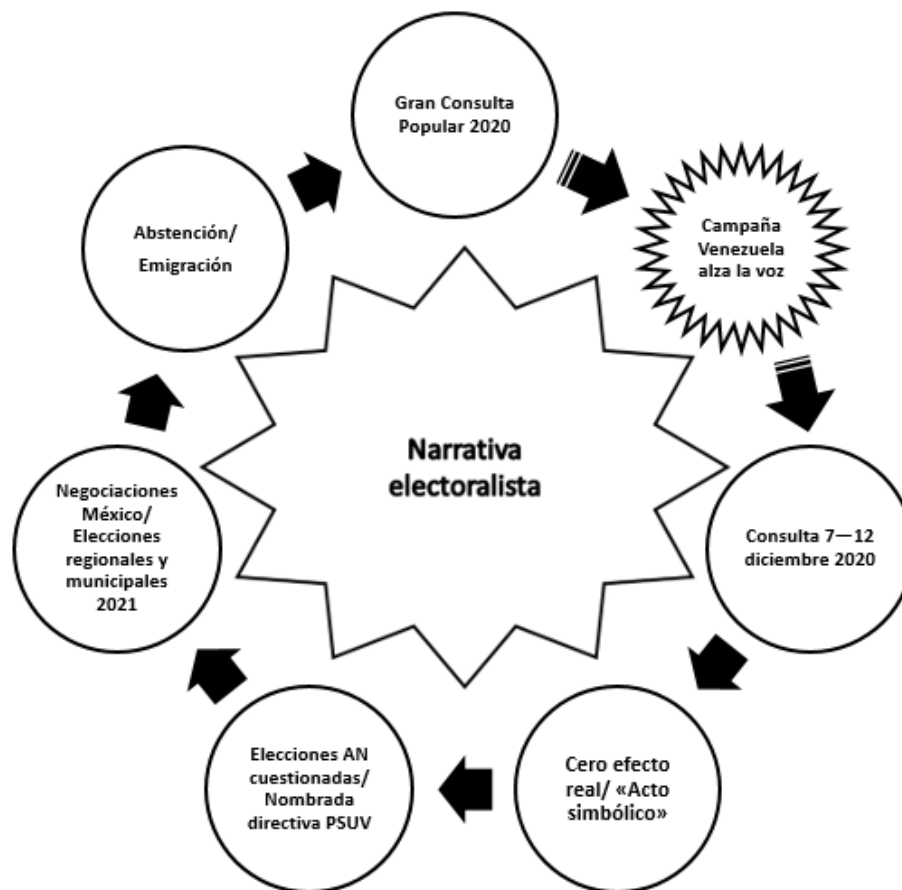 Gran Consulta
Popular 2020
Campaña
Venezuela
alza la voz
Consulta 7—12
diciembre 2020
Cero efecto
real/ «Acto
simbólico»
Elecciones AN
cuestionadas/
Nombrada
directiva PSUV
Negociaciones
México/
Elecciones
regionales y
municipales
2021
Abstención/
Emigración
Narrativa
electoralista